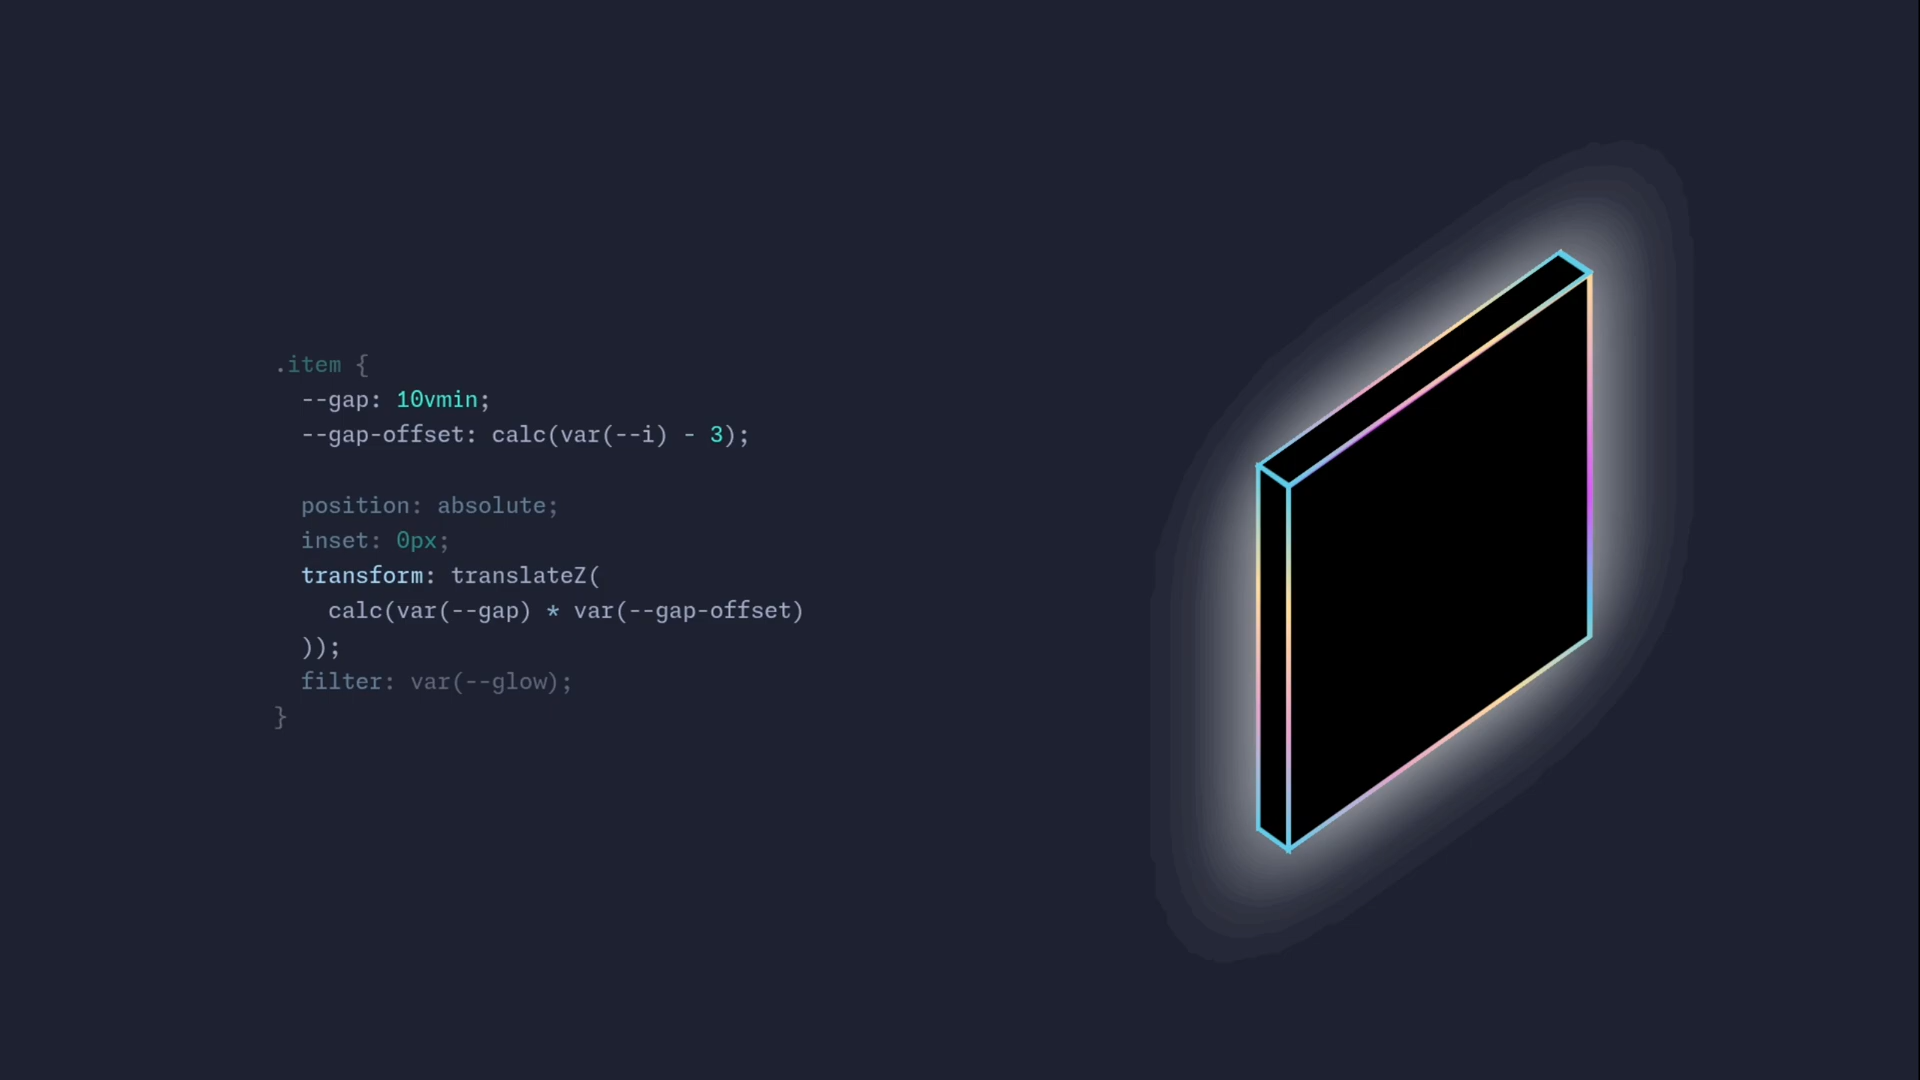 .item {
--gap: 10vmin;
--gap-offset: calc(var(--i) - 3);
position: absolute;
inset: 0px;
transform: translateZ(
calc(var(--gap) * var(--gap-offset)
));
filter: var(--glow);
}